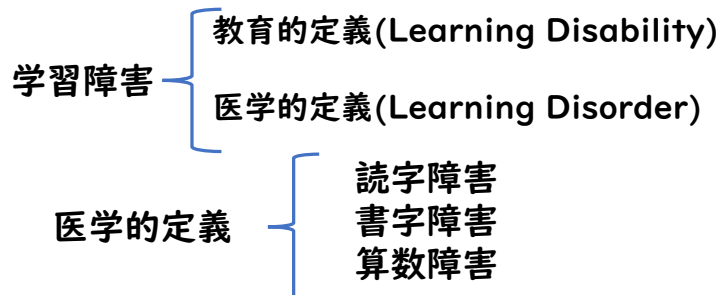 教育的定義(Learning Disability)
学習障害
医学的定義(Learning Disorder)
読字障害
医学的定義
書字障害
算数障害